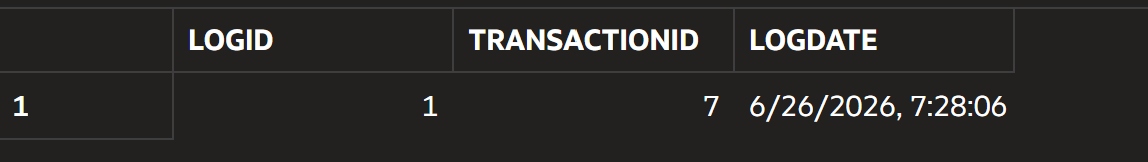 LOGID TRANSACTIONID LOGDATE
1 1 7 6/26/2026, 7:28:06